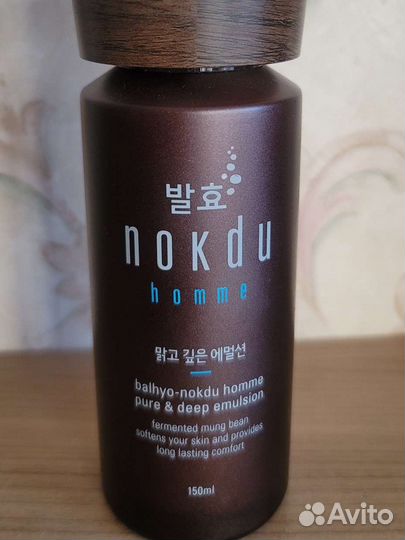 발효
nokdu
homme
맑고 깊은 에멀션
balhyo-nokdu homme
pure & deep emulsion
fermented mung bean
softens your skin and provides
long lasting comfort
150ml
Avito